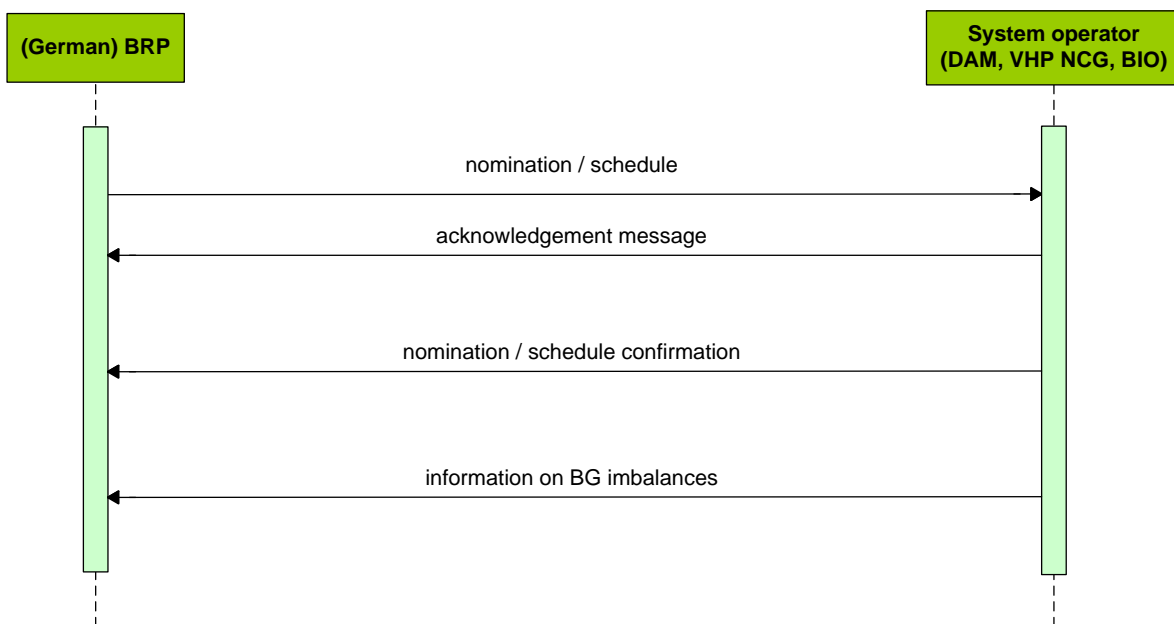 (German) BRP
System operator
(DAM, VHP NCG, BIO)
nomination / schedule
acknowledgement message
nomination / schedule confirmation
information on BG imbalances